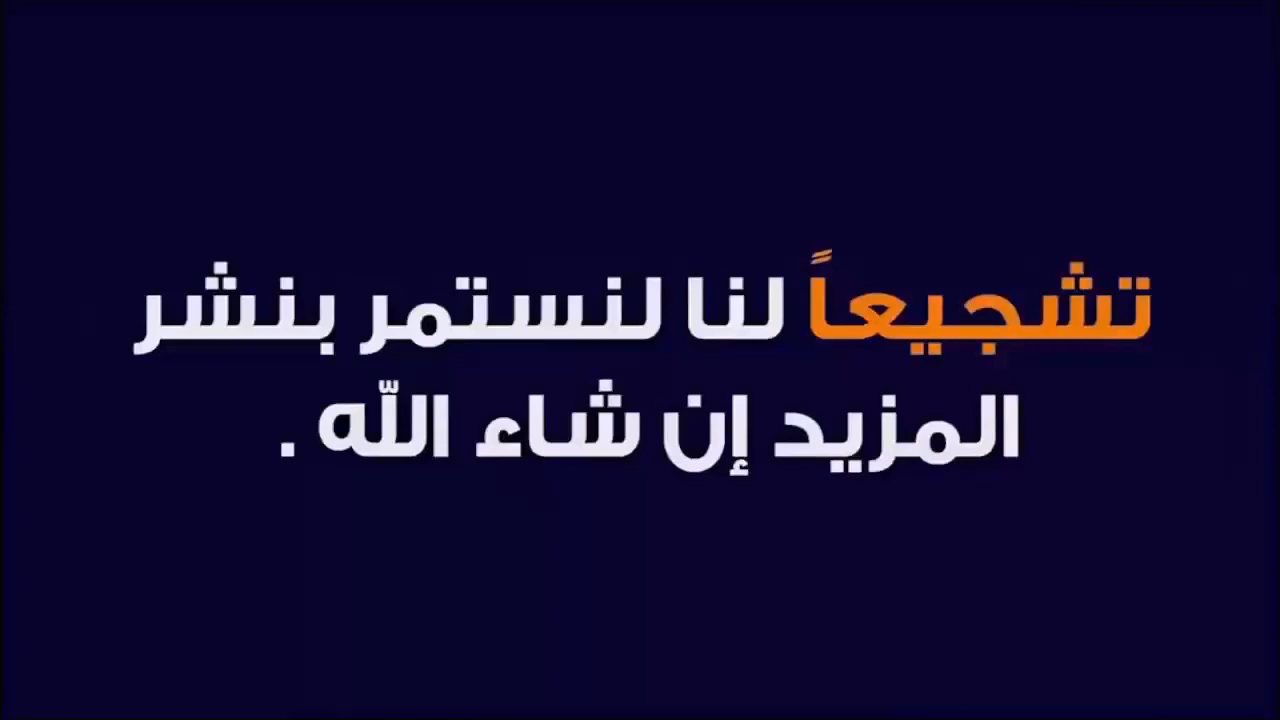 تشجيعاً لنا لنستمر بنشر
المزيد إن شاء اللّه .